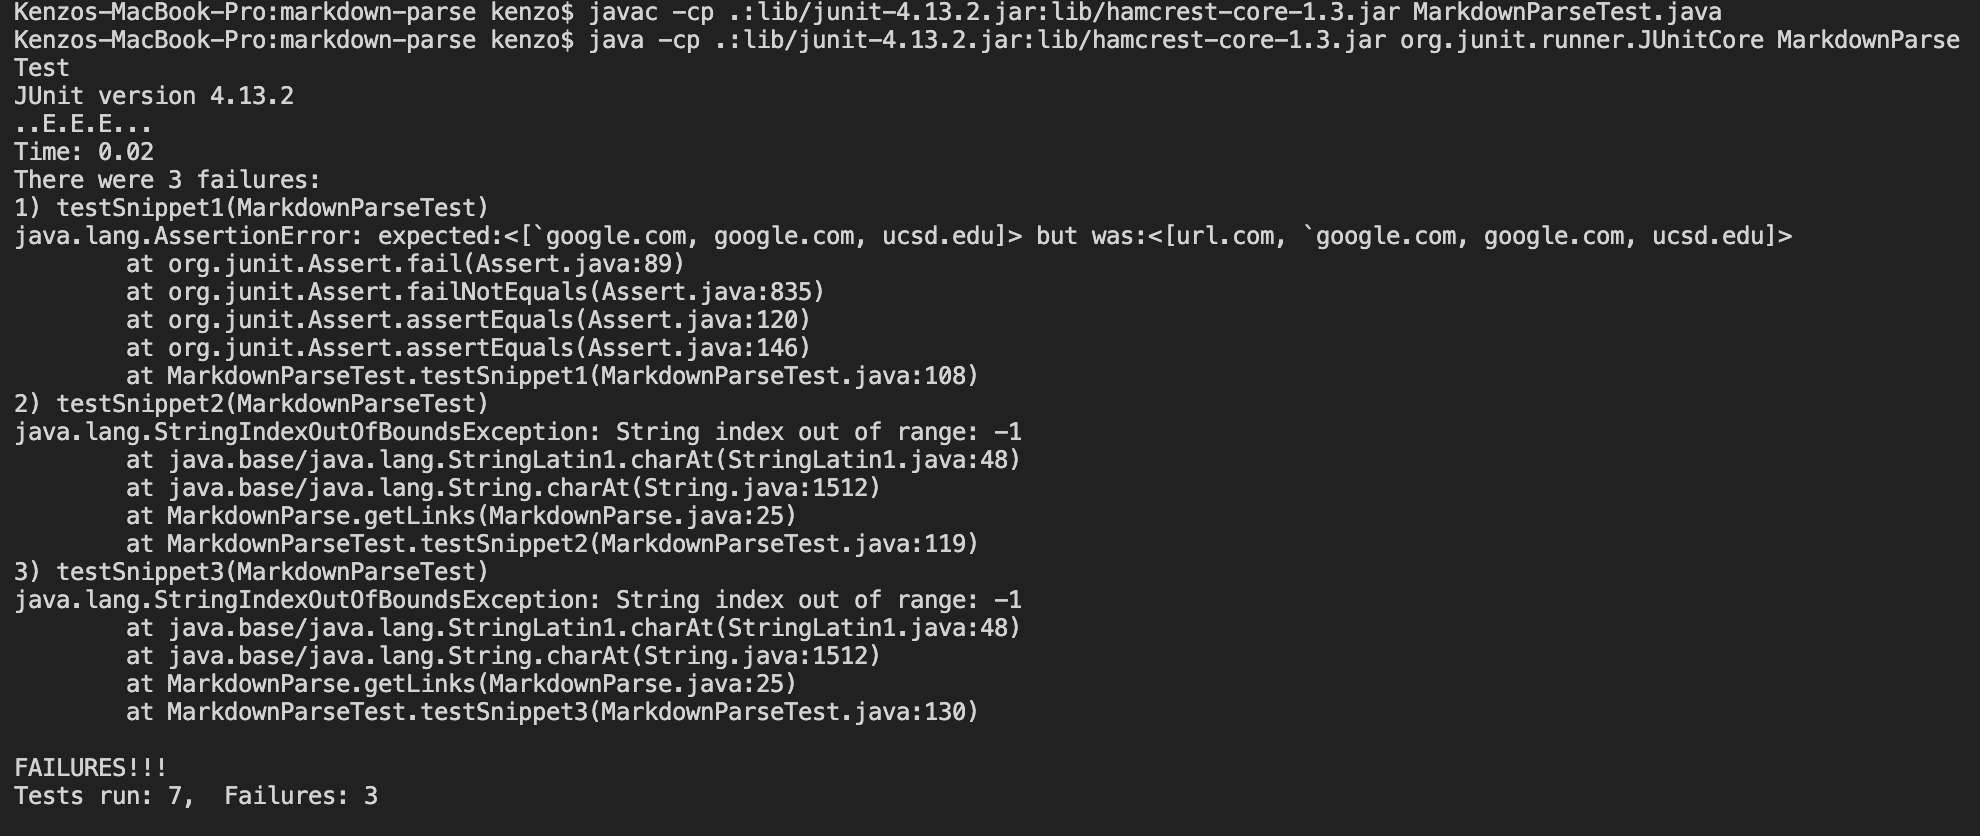 Kenzos-MacBook-Pro:markdown-parse kenzo$ javac -cp .:lib/junit-4.13.2.jar:lib/hamcrest-core-1.3.jar MarkdownParseTest.java
Kenzos-MacBook-Pro:markdown-parse kenzo$ java -cp .:lib/junit-4.13.2.jar:lib/hamcrest-core-1.3.jar org.junit.runner.JUnitCore MarkdownParse
Test
JUnit version 4.13.2
..E.E.E...
Time: 0.02
There were 3 failures:
1) testSnippet1(MarkdownParseTest)
java.lang.AssertionError: expected:<[`google.com, google.com, ucsd.edu]> but was:<[url.com, `google.com, google.com, ucsd.edu]>
        at org.junit.Assert.fail(Assert.java:89)
        at org.junit.Assert.failNotEquals(Assert.java:835)
        at org.junit.Assert.assertEquals(Assert.java:120)
        at org.junit.Assert.assertEquals(Assert.java:146)
        at MarkdownParseTest.testSnippet1(MarkdownParseTest.java:108)
2) testSnippet2(MarkdownParseTest)
java.lang.StringIndexOutOfBoundsException: String index out of range: -1
        at java.base/java.lang.StringLatin1.charAt(StringLatin1.java:48)
        at java.base/java.lang.String.charAt(String.java:1512)
        at MarkdownParse.getLinks(MarkdownParse.java:25)
        at MarkdownParseTest.testSnippet2(MarkdownParseTest.java:119)
3) testSnippet3(MarkdownParseTest)
java.lang.StringIndexOutOfBoundsException: String index out of range: -1
        at java.base/java.lang.StringLatin1.charAt(StringLatin1.java:48)
        at java.base/java.lang.String.charAt(String.java:1512)
        at MarkdownParse.getLinks(MarkdownParse.java:25)
        at MarkdownParseTest.testSnippet3(MarkdownParseTest.java:130)

FAILURES!!!
Tests run: 7,  Failures: 3